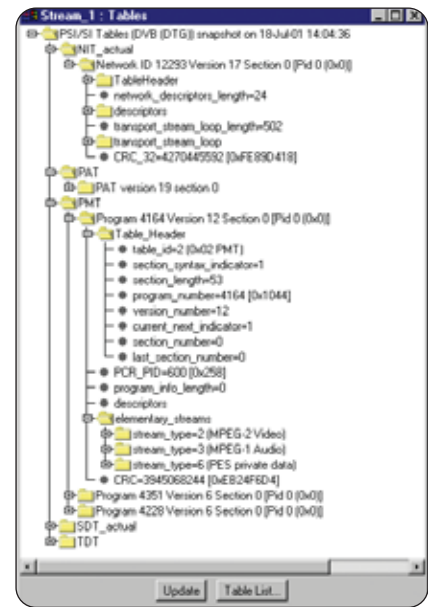 Stream_1 : Tables
PSI/SI Tables (DVB (DTG)) snapshot on 18-Jul-01 14:04:36
NIT_actual
Network ID 12293 Version 17 Section 0 [Pid 0 (0x0)]
TableHeader
network_descriptors_length=24
descriptors
transport_stream_loop_length=502
transport_stream_loop
CRC_32=4270445592 [0xFE89D418]
PAT
PAT version 19 section 0
PMT
Program 4164 Version 12 Section 0 [Pid 0 (0x0)]
Table_Header
table_id=2 (0x02 PMT)
section_syntax_indicator=1
section_length=53
program_number=4164 [0x1044]
version_number=12
current_next_indicator=1
section_number=0
last_section_number=0
PCR_PID=600 [0x258]
program_info_length=0
descriptors
elementary_streams
stream_type=2 (MPEG-2 Video)
stream_type=3 (MPEG-1 Audio)
stream_type=6 (PES private data)
CRC=3945068244 [0xEB24F6D4]
Program 4351 Version 6 Section 0 [Pid 0 (0x0)]
Program 4228 Version 6 Section 0 [Pid 0 (0x0)]
SDT_actual
TDT
Update
Table List...